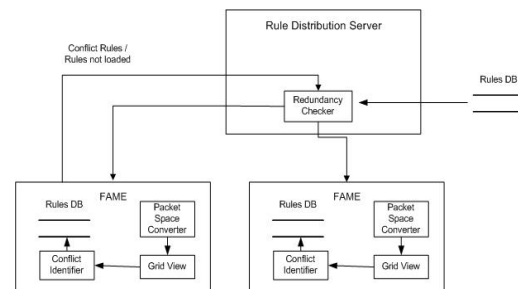 Rule Distribution Server
Conflict Rules /
Rules not loaded
Rules DB
Redundancy
Checker
FAME
Rules DB
Packet
Space
Converter
Conflict
Identifier
Grid View
FAME
Rules DB
Packet
Space
Converter
Conflict
Identifier
Grid View